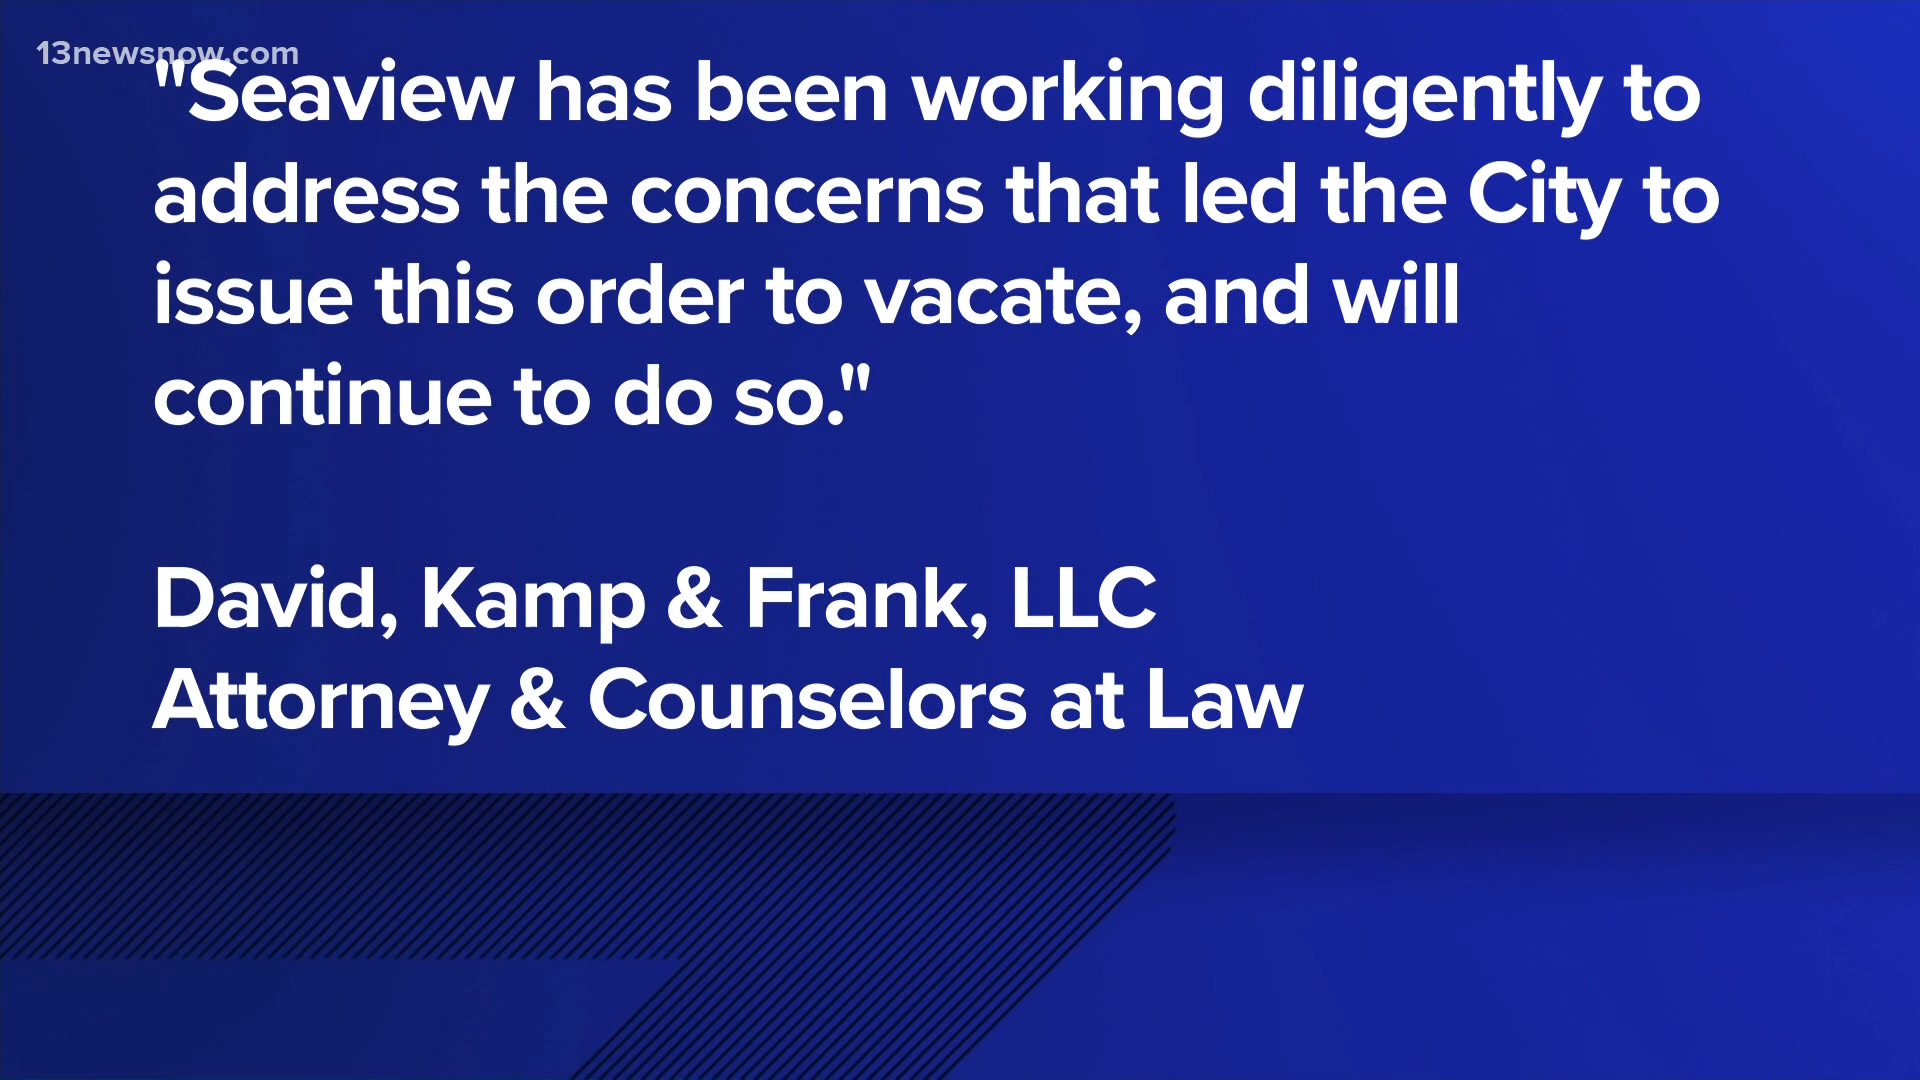 13newsnow.com
"Seaview has been working diligently to
address the concerns that led the City to
issue this order to vacate, and will
continue to do so."
David, Kamp & Frank, LLC
Attorney & Counselors at Law